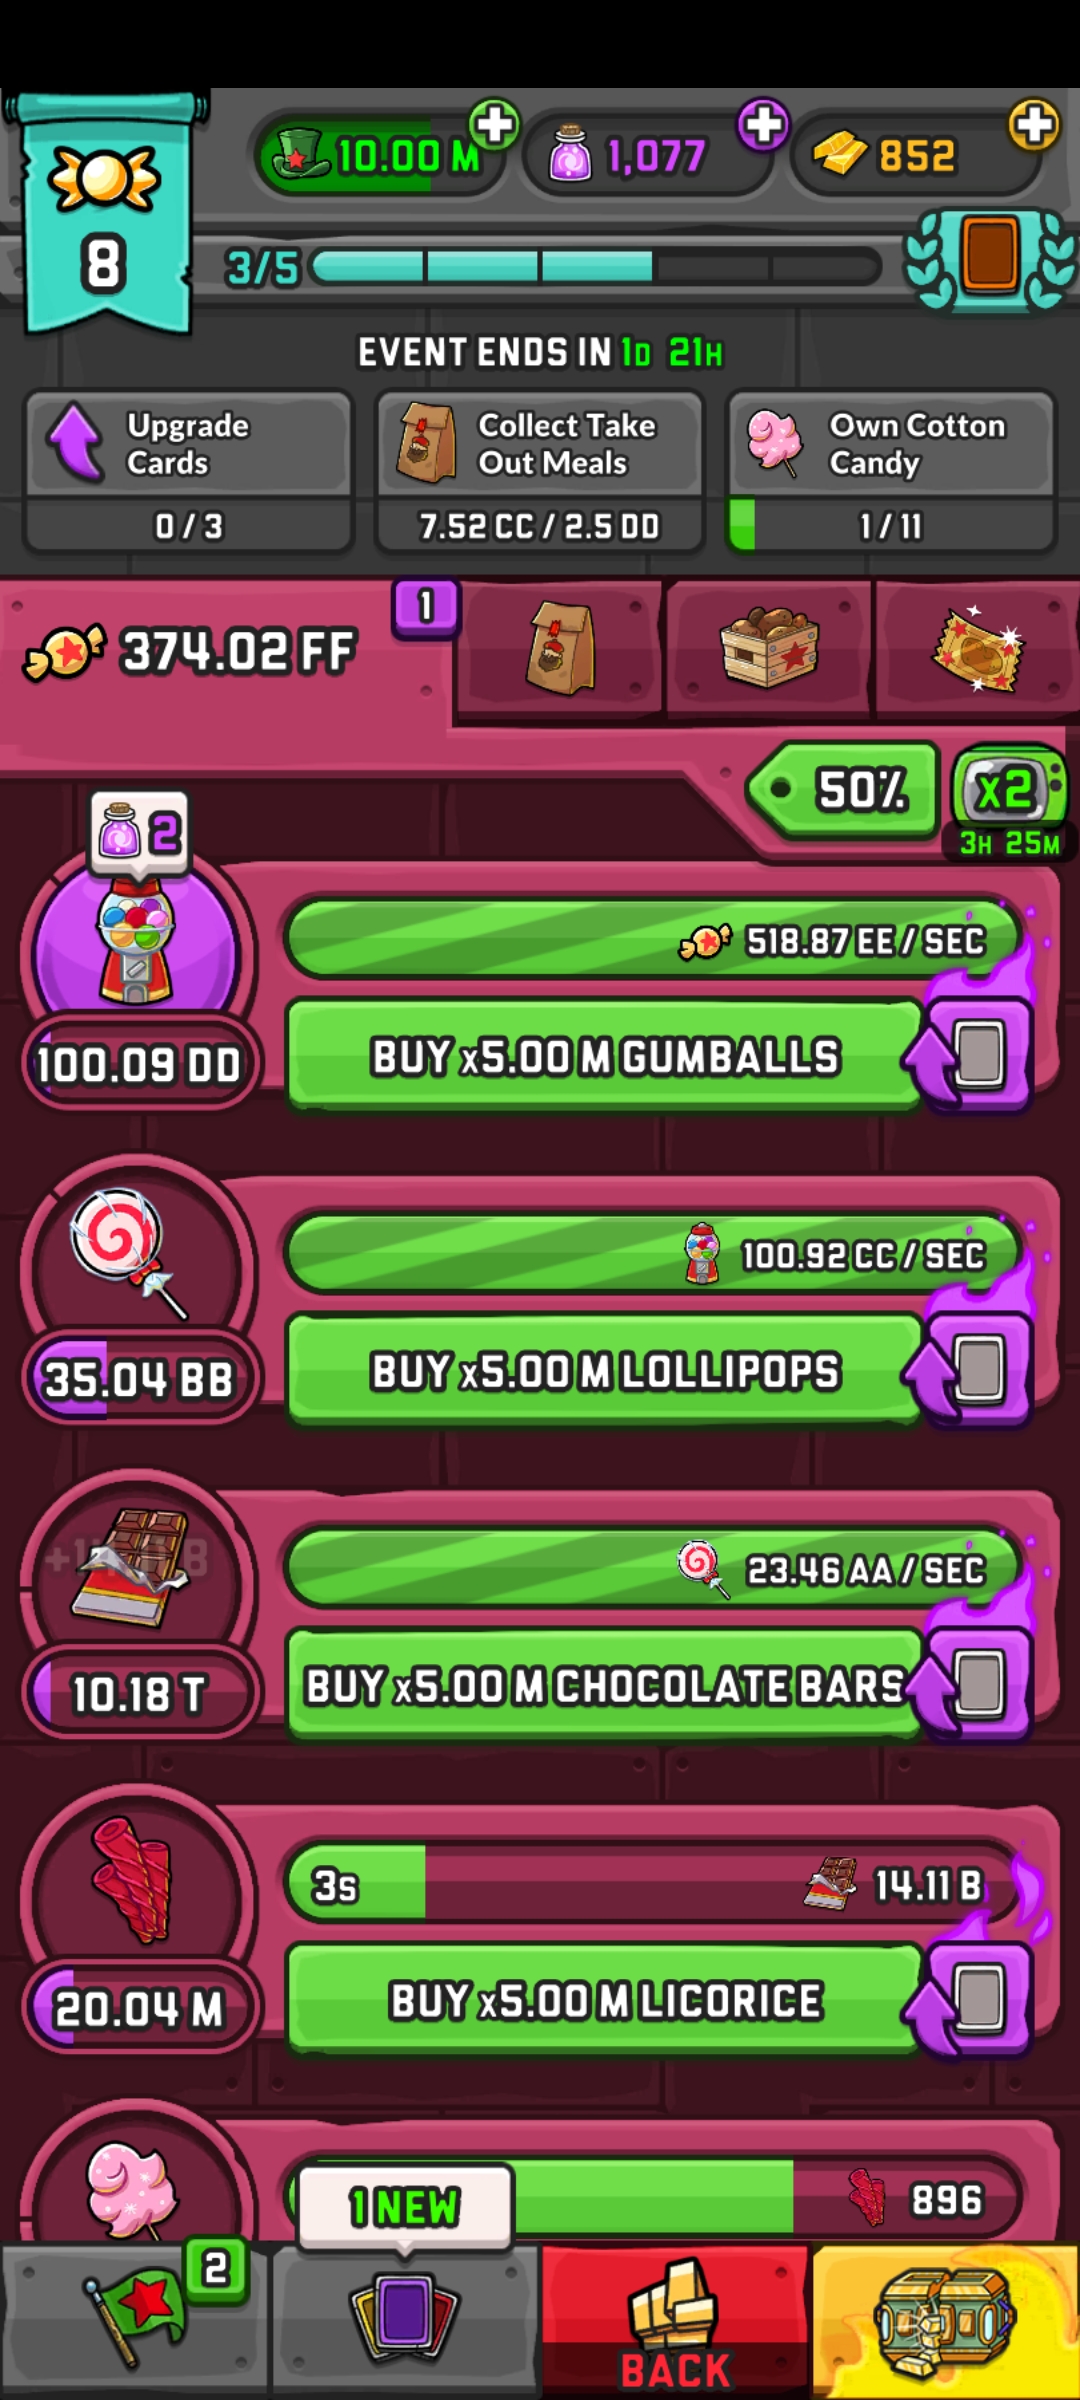 10.00 M
1,077
852
8
3/5
EVENT ENDS IN 1D 21H
Upgrade Cards
0 / 3
Collect Take Out Meals
7.52 CC / 2.5 DD
Own Cotton Candy
1 / 11
374.02 FF
1
50%
x2
3H 25M
2
518.87 EE / SEC
100.09 DD
BUY x5.00 M GUMBALLS
100.92 CC / SEC
35.04 BB
BUY x5.00 M LOLLIPOPS
23.46 AA / SEC
10.18 T
BUY x5.00 M CHOCOLATE BARS
3s
14.11 B
20.04 M
BUY x5.00 M LICORICE
896
1 NEW
2
BACK